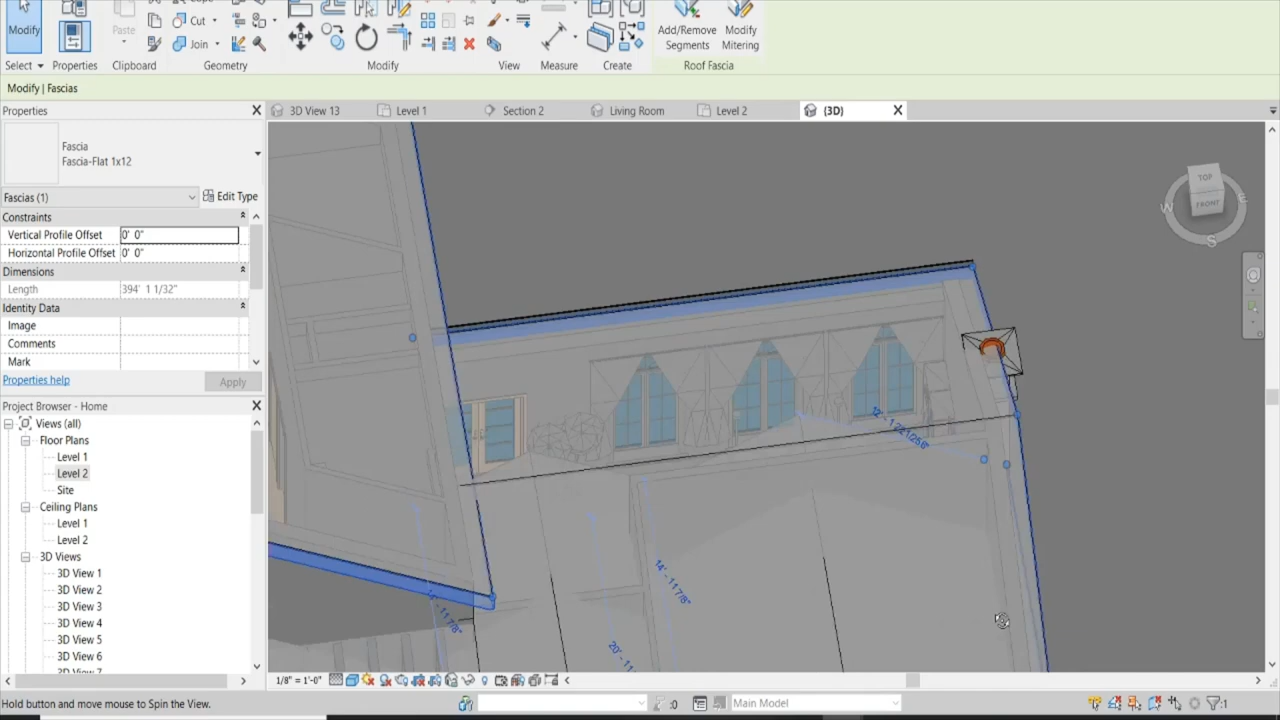 Cut
Join
Modify
Paste
Add/Remove
Segments
Modify
Mitering
Select
Properties
Clipboard
Geometry
Modify
View
Measure
Create
Roof Fascia
Modify | Fascias
Properties
3D View 13
Level 1
Section 2
Living Room
Level 2
(3D)
Fascia
Fascia-Flat 1x12
Fascias (1)
Edit Type
Constraints
Vertical Profile Offset 0' 0"
Horizontal Profile Offset 0' 0"
Dimensions
Length 394' 1 1/32"
Identity Data
Image
Comments
Mark
Properties help
Apply
Project Browser - Home
Views (all)
Floor Plans
Level 1
Level 2
Site
Ceiling Plans
Level 1
Level 2
3D Views
3D View 1
3D View 2
3D View 3
3D View 4
3D View 5
3D View 6
TOP
FRONT
W
E
S
14' - 11 7/8"
1/8" = 1'-0"
Hold button and move mouse to Spin the View.
:0
Main Model
:1